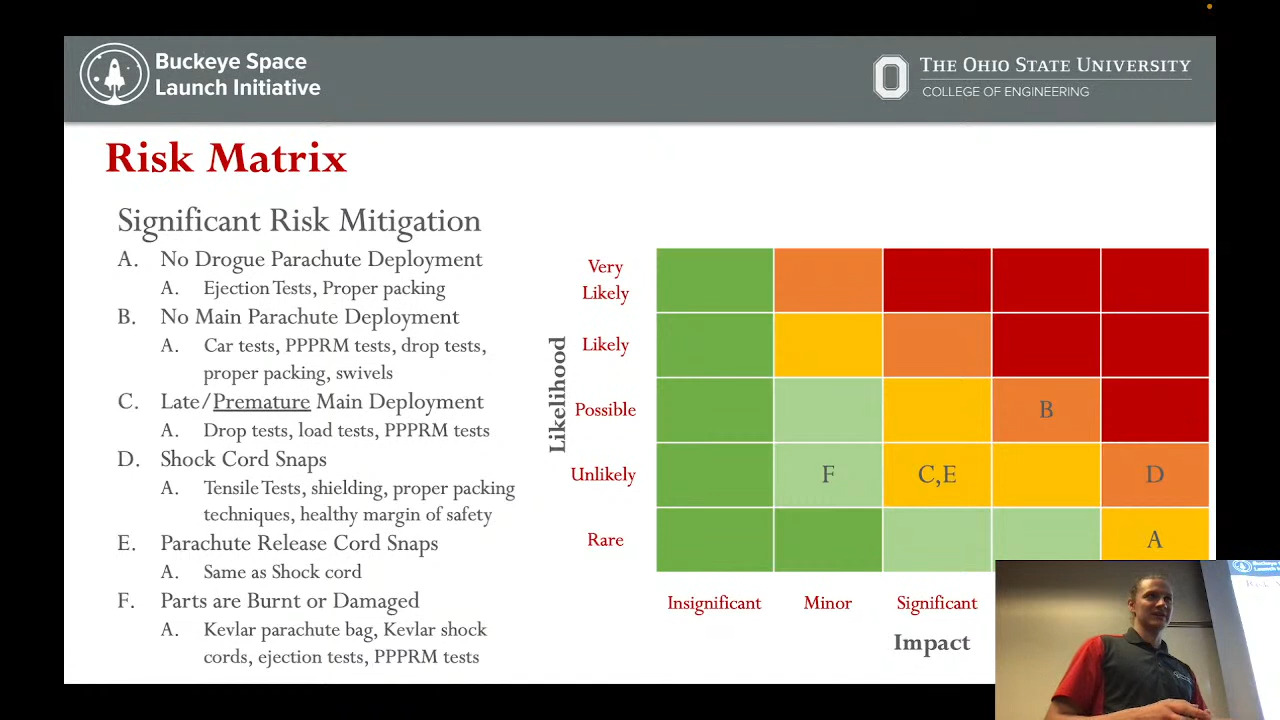 Buckeye Space
Launch Initiative
THE OHIO STATE UNIVERSITY
COLLEGE OF ENGINEERING
Risk Matrix
Significant Risk Mitigation
A. No Drogue Parachute Deployment
A. Ejection Tests, Proper packing
B. No Main Parachute Deployment
A. Car tests, PPPRM tests, drop tests,
proper packing, swivels
C. Late/Premature Main Deployment
A. Drop tests, load tests, PPPRM tests
D. Shock Cord Snaps
A. Tensile Tests, shielding, proper packing
techniques, healthy margin of safety
E. Parachute Release Cord Snaps
A. Same as Shock cord
F. Parts are Burnt or Damaged
A. Kevlar parachute bag, Kevlar shock
cords, ejection tests, PPPRM tests
Likelihood
Very
Likely
Likely
Possible
B
Unlikely
F
C,E
D
Rare
A
Insignificant
Minor
Significant
Impact